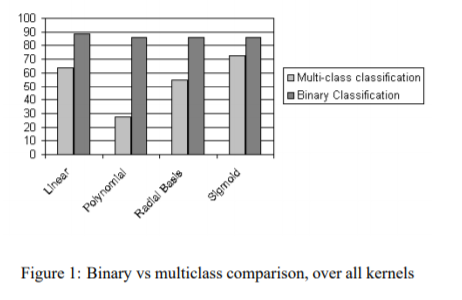 100
90
80
70
60
50
40
30
20
10
0
Linear
Polynomial
Radial Basis
Sigmoid
Multi-class classification
Binary Classification
Figure 1: Binary vs multiclass comparison, over all kernels